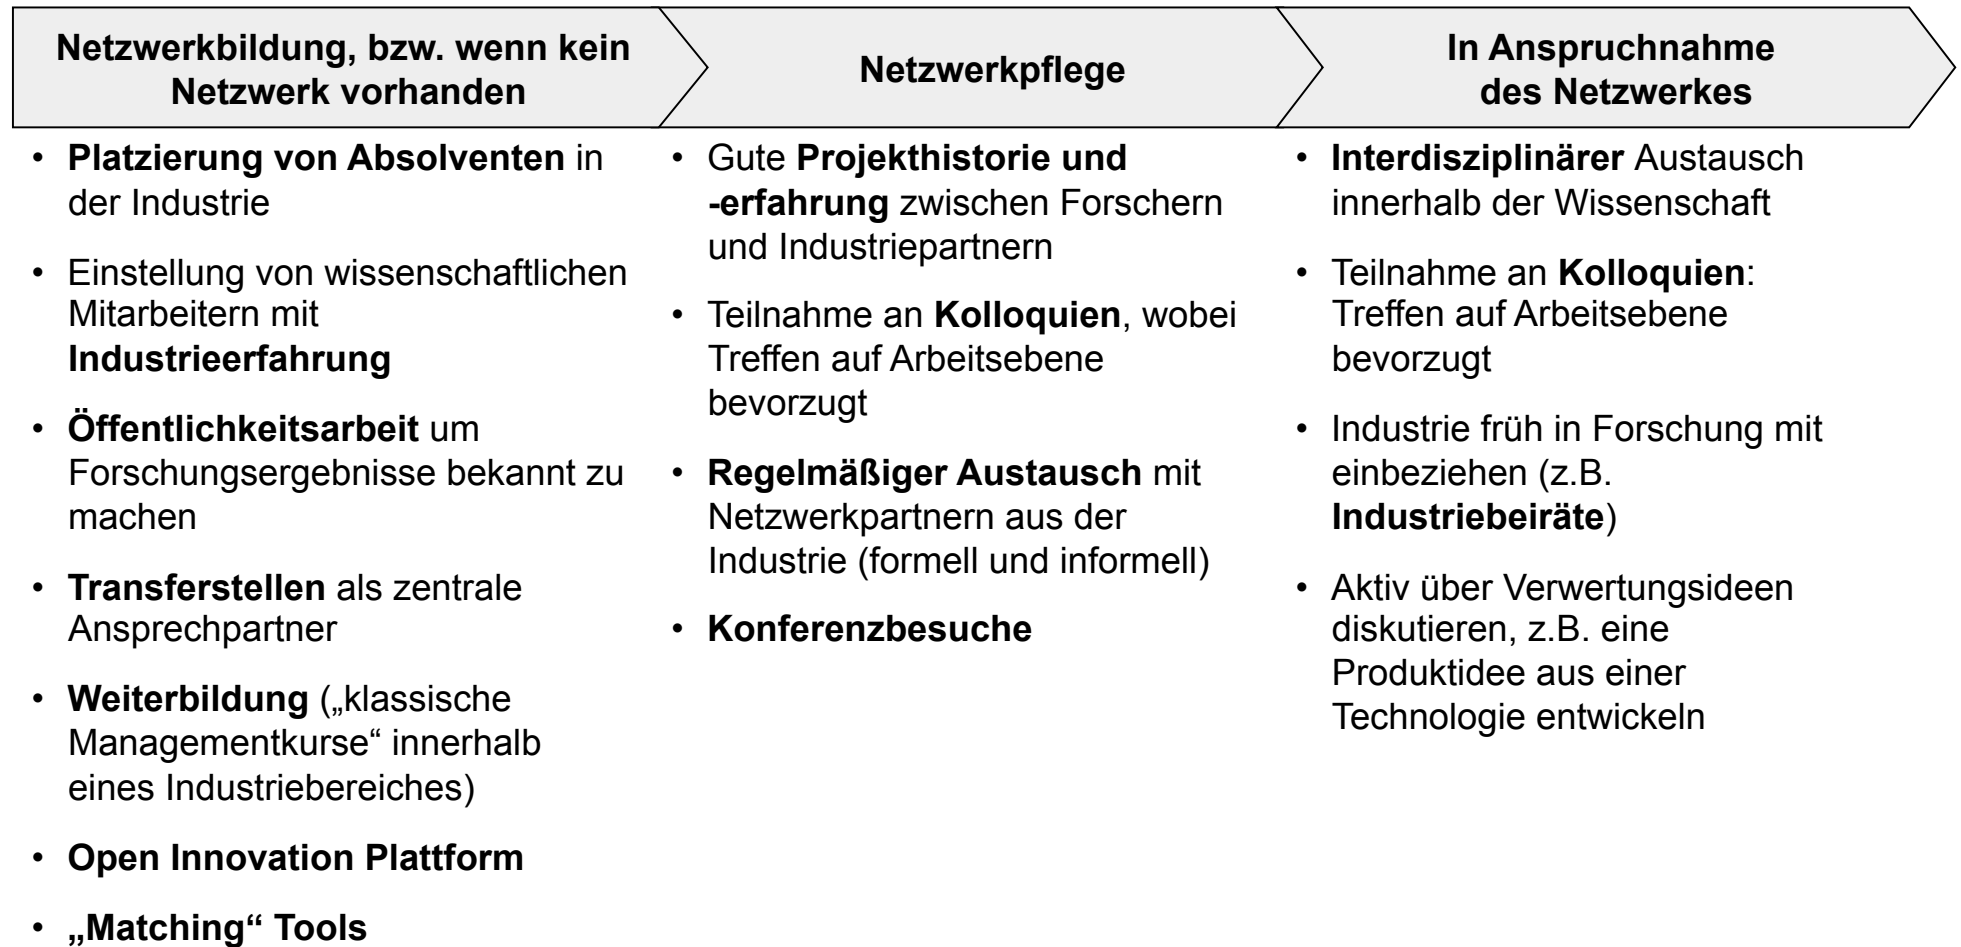 Netzwerkbildung, bzw. wenn kein
Netzwerk vorhanden
Netzwerkpflege
In Anspruchnahme
des Netzwerkes
• Platzierung von Absolventen in
der Industrie
• Einstellung von wissenschaftlichen
Mitarbeitern mit
Industrieerfahrung
• Öffentlichkeitsarbeit um
Forschungsergebnisse bekannt zu
machen
• Transferstellen als zentrale
Ansprechpartner
• Weiterbildung („klassische
Managementkurse“ innerhalb
eines Industriebereiches)
• Open Innovation Plattform
• „Matching“ Tools
• Gute Projekthistorie und
-erfahrung zwischen Forschern
und Industriepartnern
• Teilnahme an Kolloquien, wobei
Treffen auf Arbeitsebene
bevorzugt
• Regelmäßiger Austausch mit
Netzwerkpartnern aus der
Industrie (formell und informell)
• Konferenzbesuche
• Interdisziplinärer Austausch
innerhalb der Wissenschaft
• Teilnahme an Kolloquien:
Treffen auf Arbeitsebene
bevorzugt
• Industrie früh in Forschung mit
einbeziehen (z.B.
Industriebeiräte)
• Aktiv über Verwertungsideen
diskutieren, z.B. eine
Produktidee aus einer
Technologie entwickeln